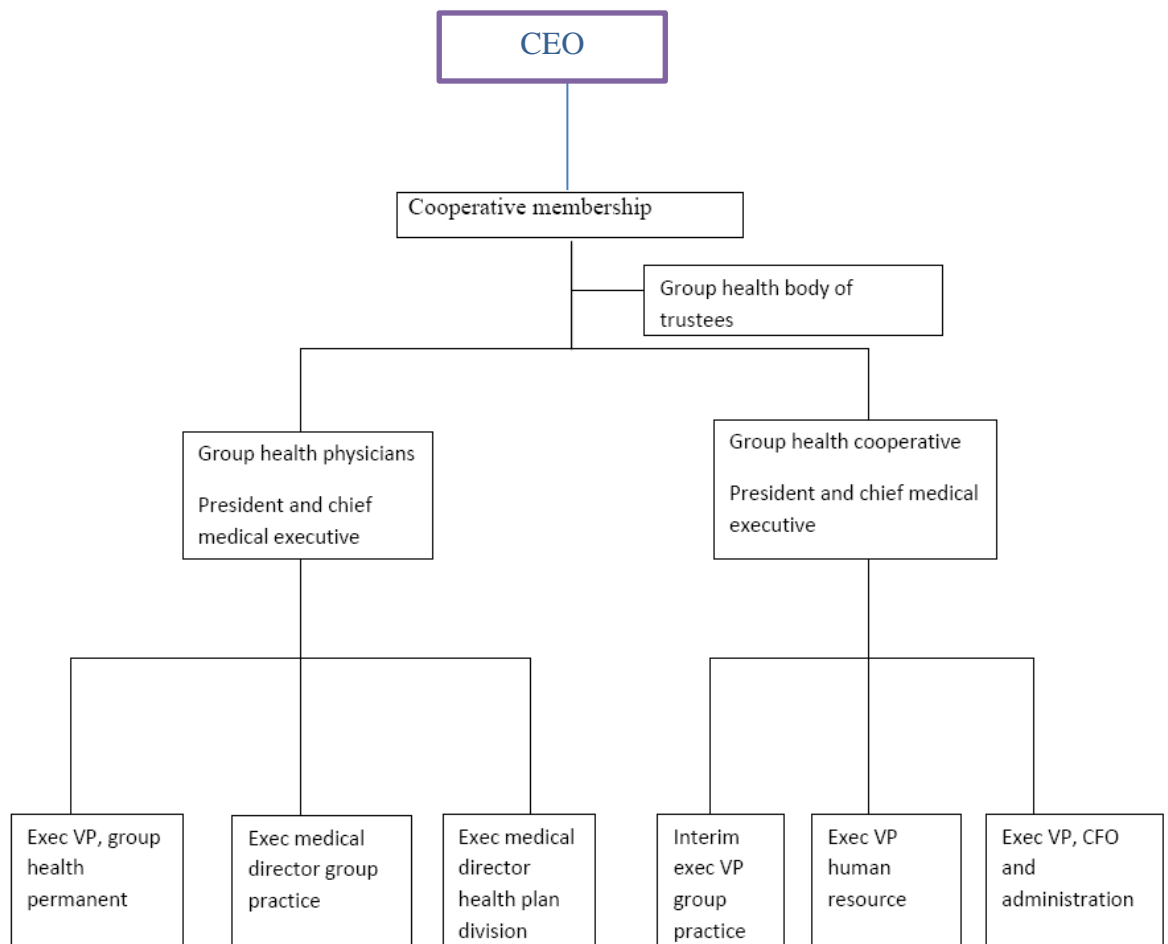 CEO
Cooperative membership
Group health body of
trustees
Group health physicians
President and chief
medical executive
Group health cooperative
President and chief medical
executive
Exec VP, group
health
permanent
Exec medical
director group
practice
Exec medical
director
health plan
division
Interim
exec VP
group
practice
Exec VP
human
resource
Exec VP, CFO
and
administration